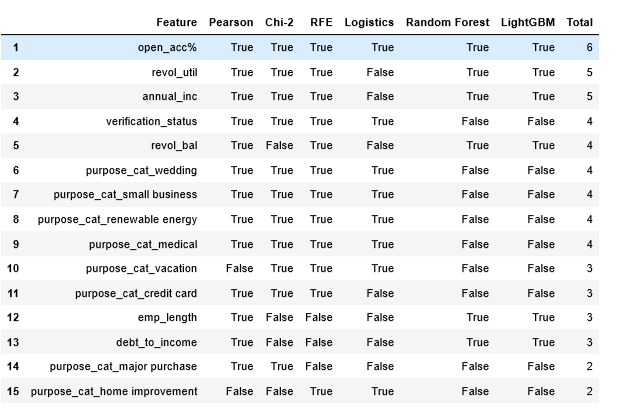 Feature Pearson Chi-2 RFE Logistics Random Forest LightGBM Total
1 open_acc% True True True True True True 6
2 revol_util True True True False True True 5
3 annual_inc True True True False True True 5
4 verification_status True True True True False False 4
5 revol_bal True False True False True True 4
6 purpose_cat_wedding True True True True False False 4
7 purpose_cat_small business True True True True False False 4
8 purpose_cat_renewable energy True True True True False False 4
9 purpose_cat_medical True True True True False False 4
10 purpose_cat_vacation False True True True False False 3
11 purpose_cat_credit card True True True False False False 3
12 emp_length True False False False True True 3
13 debt_to_income True False False False True True 3
14 purpose_cat_major purchase True True False False False False 2
15 purpose_cat_home improvement False False True True False False 2